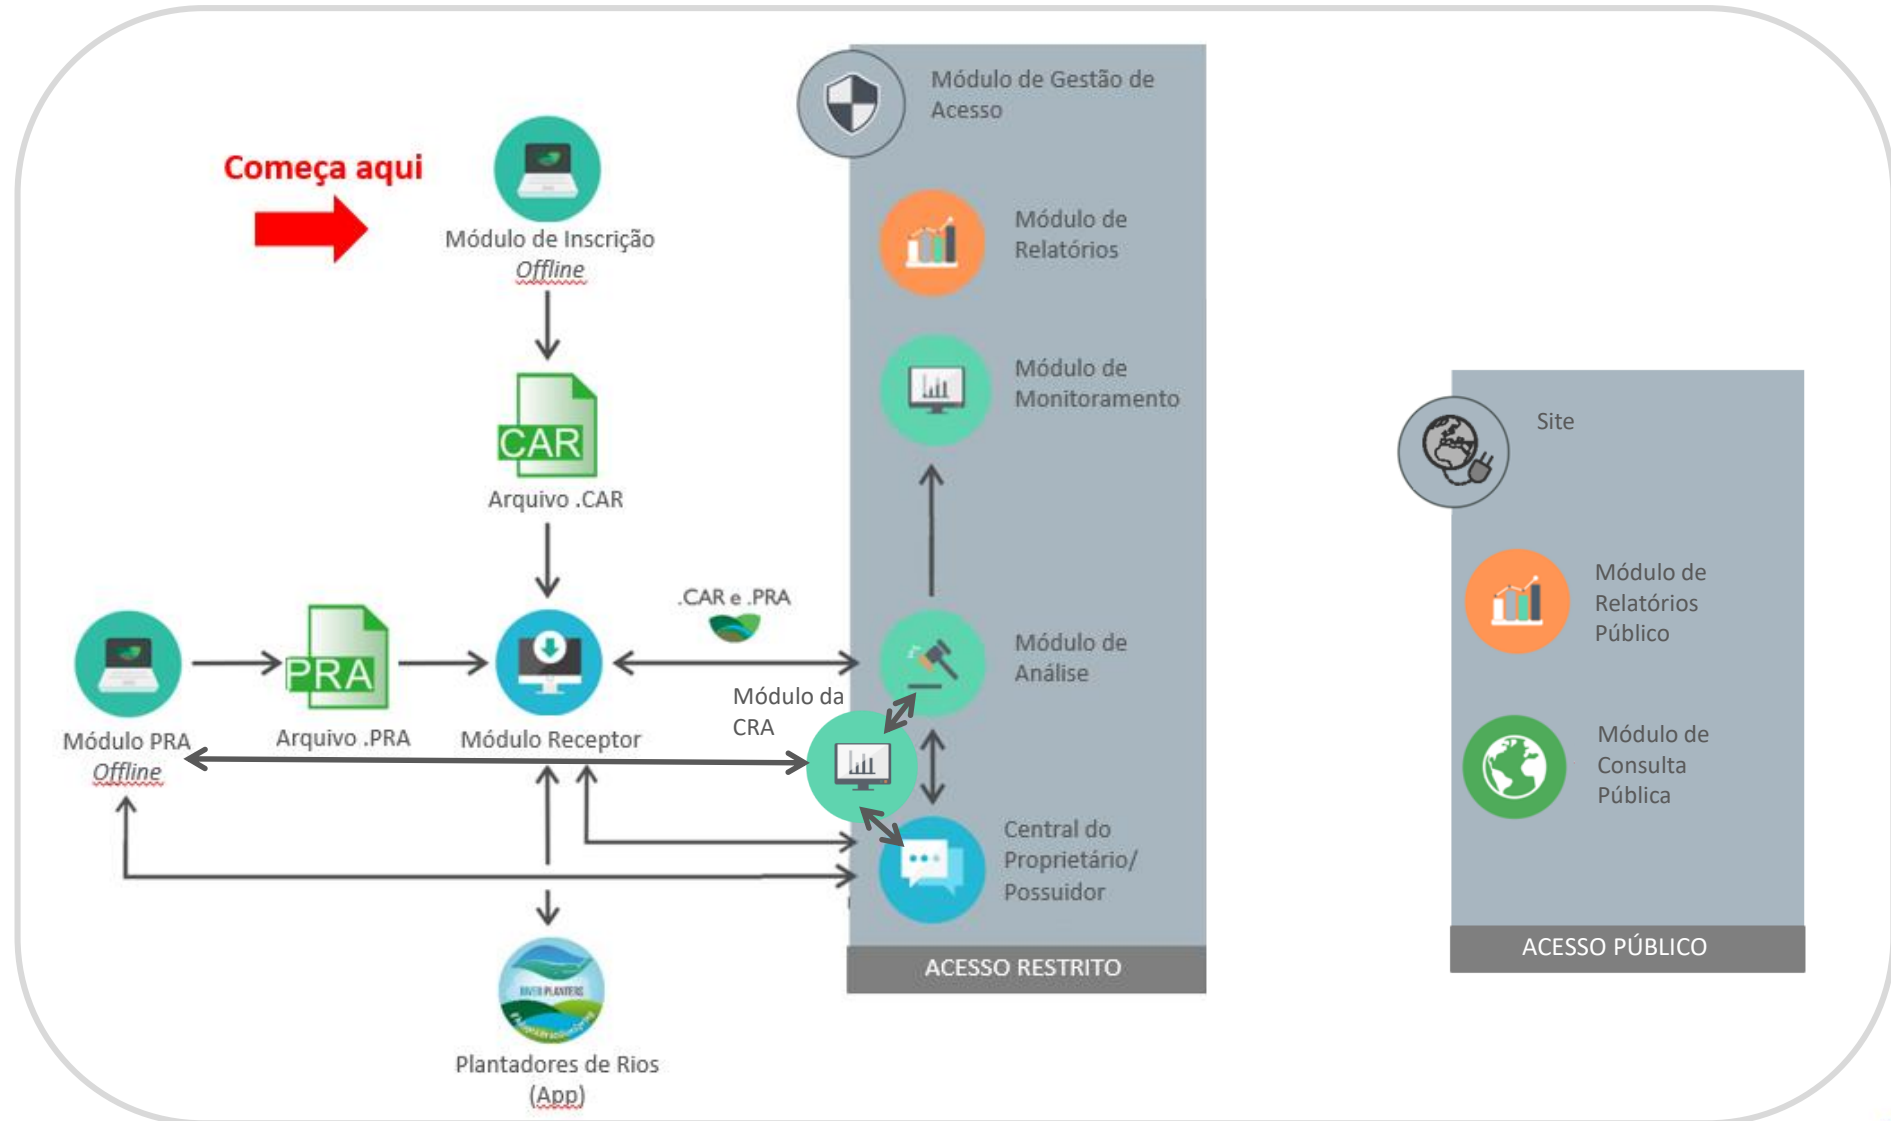 Começa aqui
Módulo de Inscrição
Offline
CAR
Arquivo .CAR
.CAR e .PRA
PRA
Módulo PRA
Offline
Arquivo .PRA
Módulo Receptor
Módulo da
CRA
RIVER PLANTERS
Plantadores de Rios
(App)
Módulo de Gestão de
Acesso
Módulo de
Relatórios
Módulo de
Monitoramento
Módulo de
Análise
Central do
Proprietário/
Possuidor
ACESSO RESTRITO
Site
Módulo de
Relatórios
Público
Módulo de
Consulta
Pública
ACESSO PÚBLICO